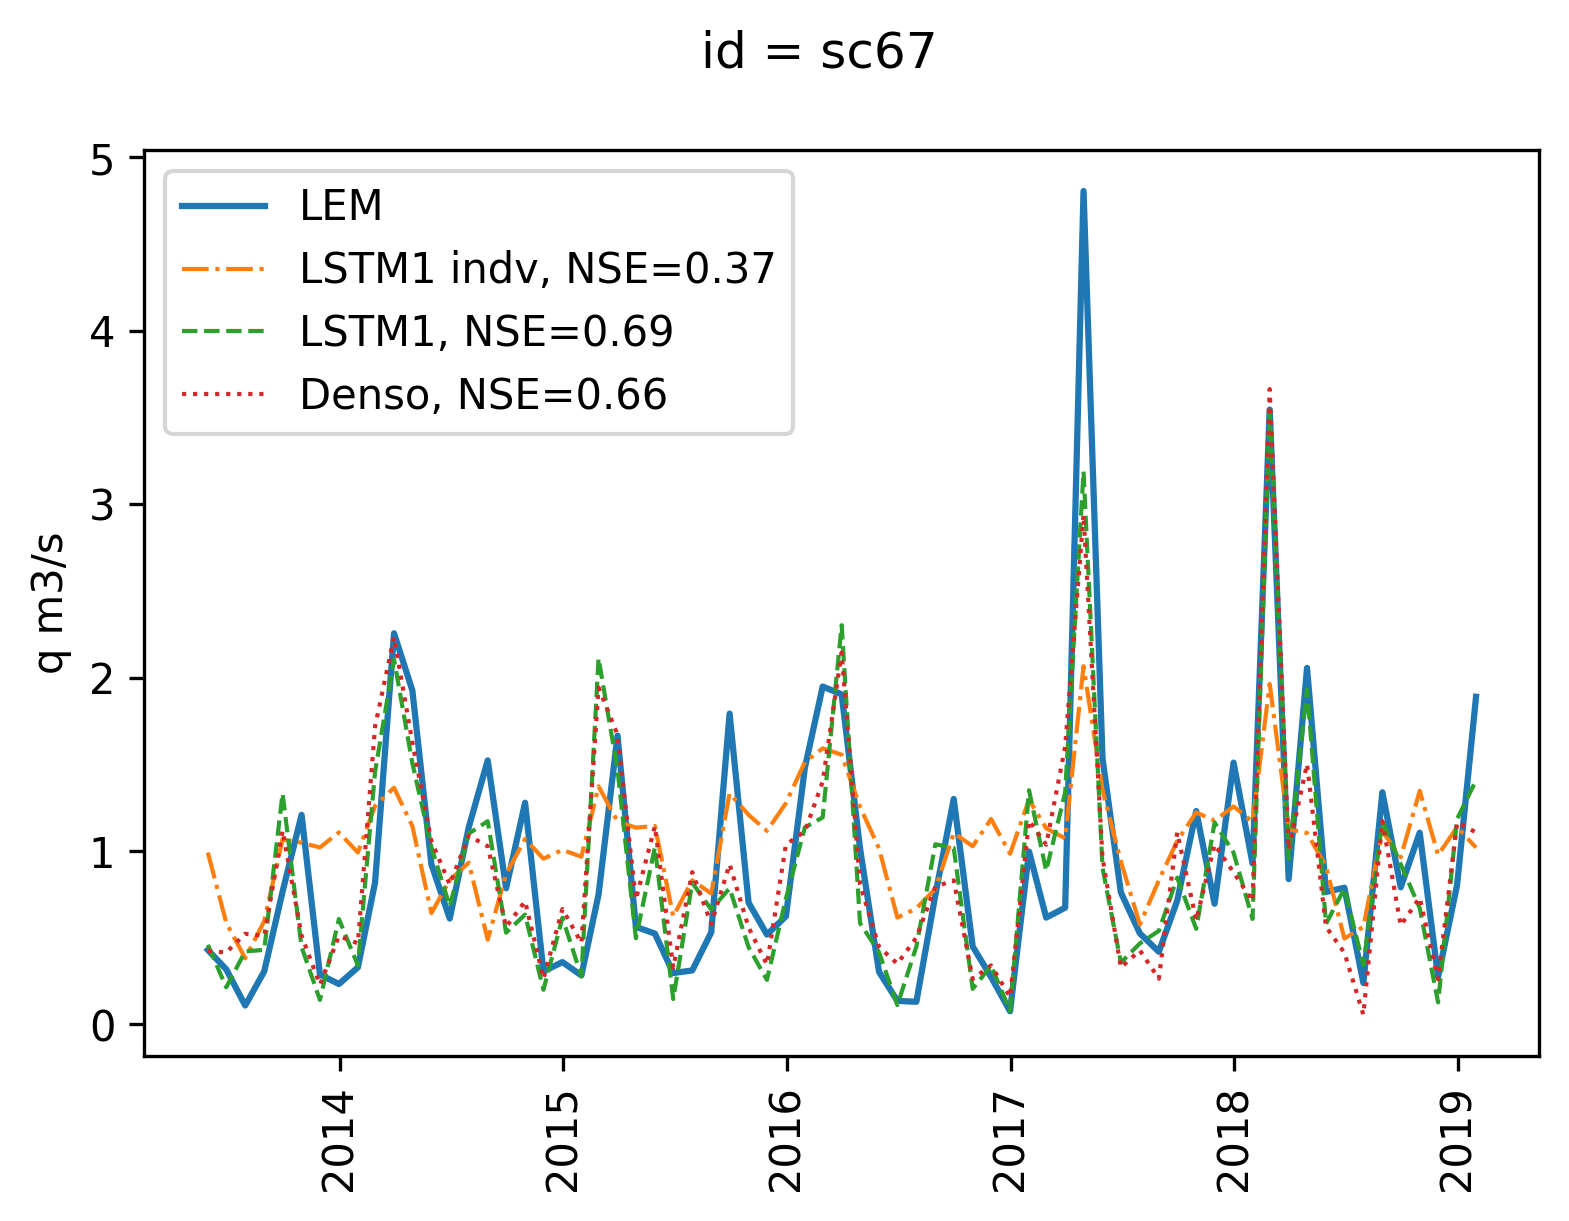 id = sc67
5
4
3
2
1
0
q m3/s
LEM
LSTM1 indv, NSE=0.37
LSTM1, NSE=0.69
Denso, NSE=0.66
2014
2015
2016
2017
2018
2019